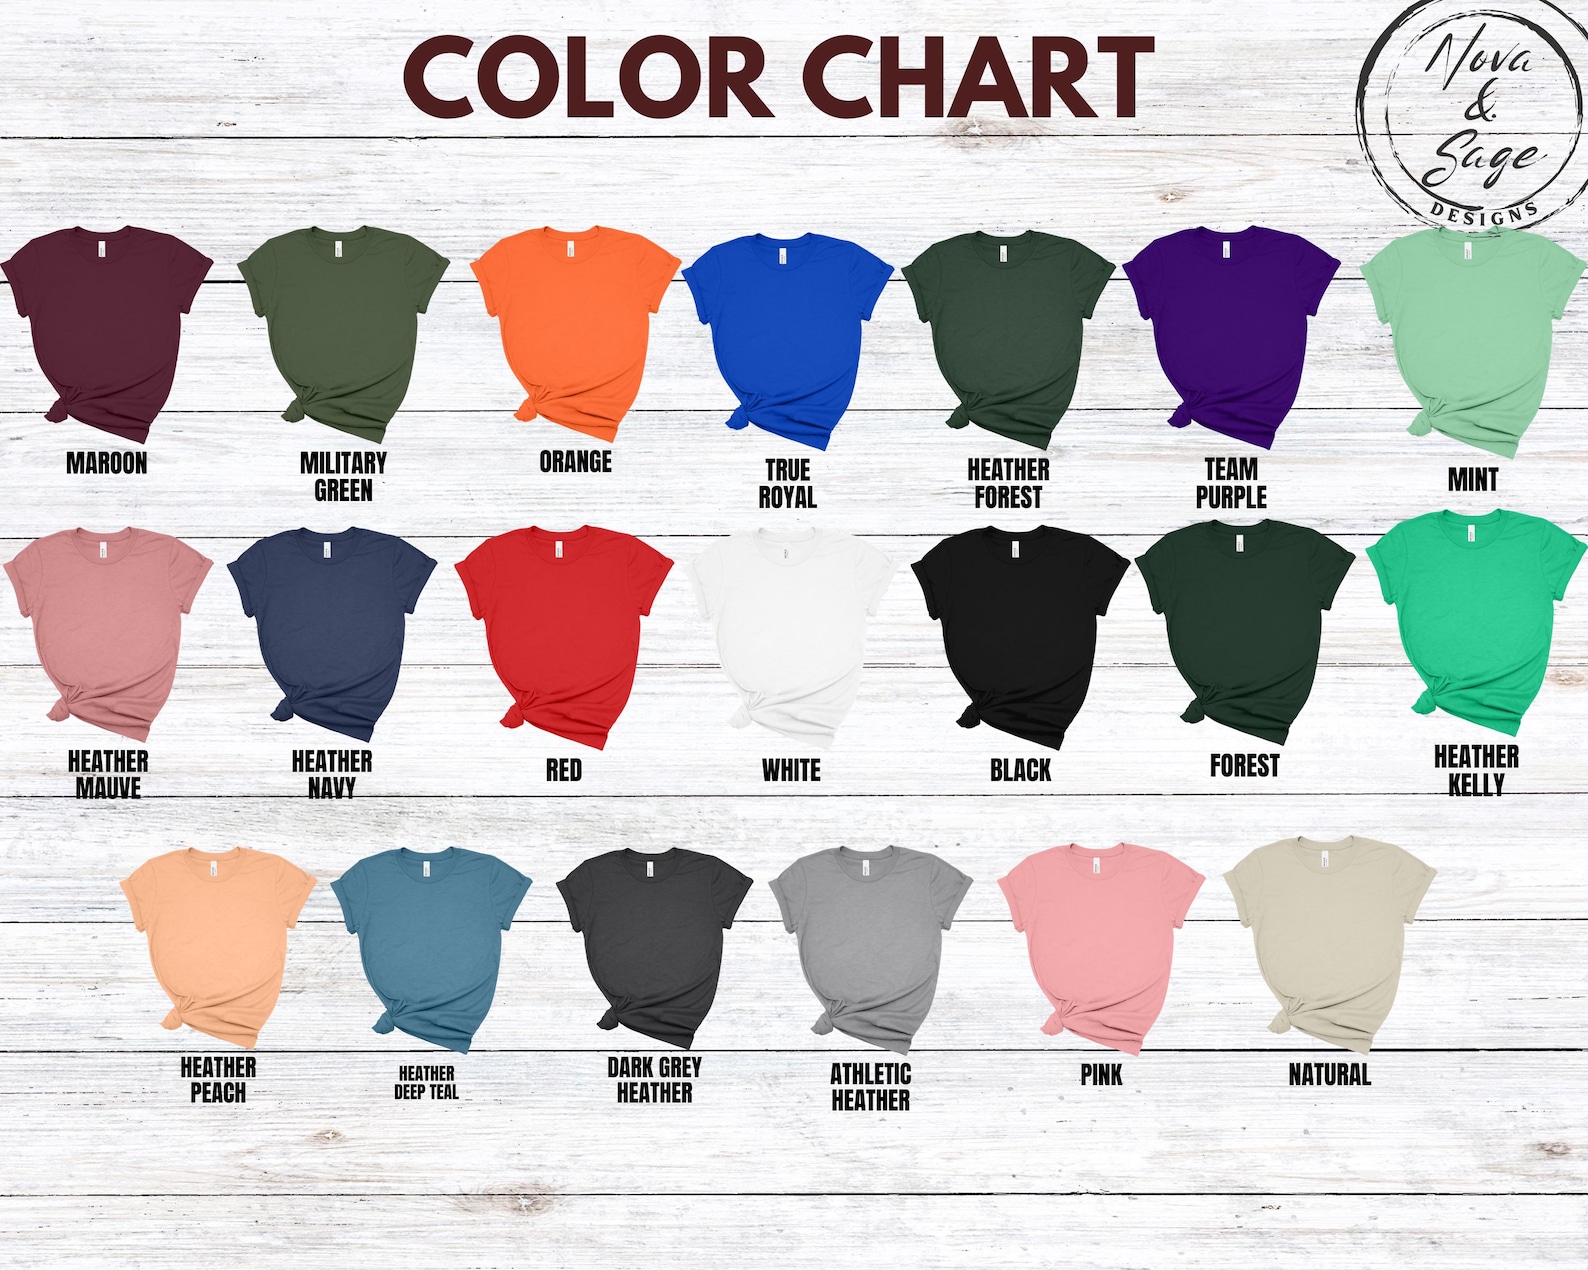 COLOR CHART
Nova
&
Sage
DESIGNS
MAROON
MILITARY
GREEN
ORANGE
TRUE
ROYAL
HEATHER
FOREST
TEAM
PURPLE
MINT
HEATHER
MAUVE
HEATHER
NAVY
RED
WHITE
BLACK
FOREST
HEATHER
KELLY
HEATHER
PEACH
HEATHER
DEEP TEAL
DARK GREY
HEATHER
ATHLETIC
HEATHER
PINK
NATURAL